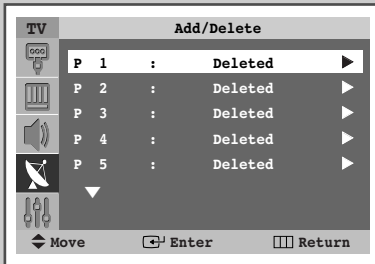 TV Add/Delete
P 1 : Deleted
P 2 : Deleted
P 3 : Deleted
P 4 : Deleted
P 5 : Deleted
Move Enter Return